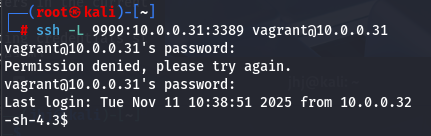 ┌──(root㉿kali)-[~]
└─# ssh -L 9999:10.0.0.31:3389 vagrant@10.0.0.31
vagrant@10.0.0.31's password:
Permission denied, please try again.
vagrant@10.0.0.31's password:
Last login: Tue Nov 11 10:38:51 2025 from 10.0.0.32
-sh-4.3$